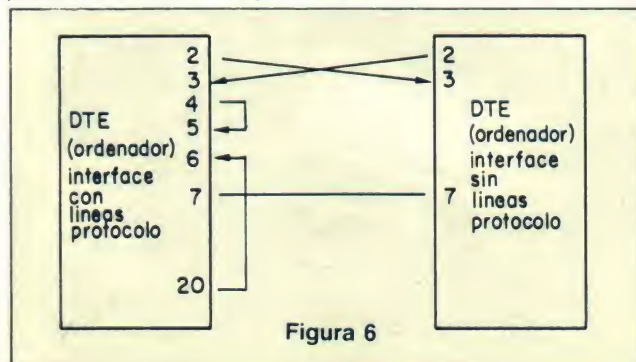 2
3
4
5
6
7
20
DTE
(ordenador)
interface
con
lineas
protocolo
2
3
7
DTE
(ordenador)
interface
sin
lineas
protocolo
Figura 6